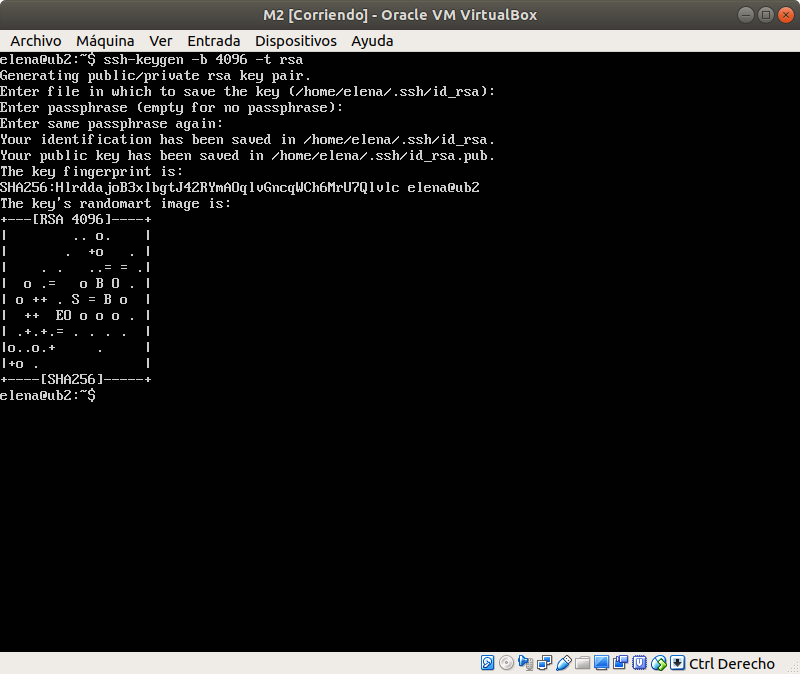 M2 [Corriendo] - Oracle VM VirtualBox
Archivo Máquina Ver Entrada Dispositivos Ayuda
elena@ub2:~$ ssh-keygen -b 4096 -t rsa
Generating public/private rsa key pair.
Enter file in which to save the key (/home/elena/.ssh/id_rsa):
Enter passphrase (empty for no passphrase):
Enter same passphrase again:
Your identification has been saved in /home/elena/.ssh/id_rsa.
Your public key has been saved in /home/elena/.ssh/id_rsa.pub.
The key fingerprint is:
SHA256:HlrddajoB3xlbgtJ42RYmAOqlvGncqWCh6MrU7Qlvlc elena@ub2
The key's randomart image is:
+---[RSA 4096]----+
|        .. o.    |
|       .  +o   . |
|    . .   ..= = .|
|  o .=   o B O . |
| o ++ . S = B o  |
|  ++  EO o o o . |
| .+.+.= . . . .  |
|o..o.+     .     |
|+o .             |
+----[SHA256]-----+
elena@ub2:~$
Ctrl Derecho